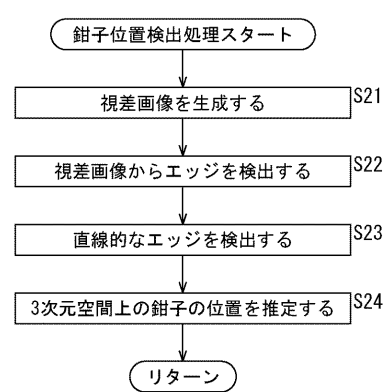 鉗子位置検出処理スタート
視差画像を生成する S21
視差画像からエッジを検出する S22
直線的なエッジを検出する S23
3次元空間上の鉗子の位置を推定する S24
リターン